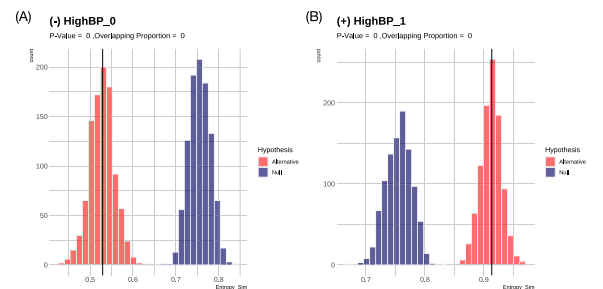 (A)
(-) HighBP_0
P-Value = 0 ,Overlapping Proportion = 0
count
200
150
100
50
0
0.5
0.6
0.7
0.8
Entropy_Sim
Hypothesis
Alternative
Null
(B)
(+) HighBP_1
P-Value = 0 ,Overlapping Proportion = 0
count
200
100
0
0.7
0.8
0.9
Entropy_Sim
Hypothesis
Alternative
Null